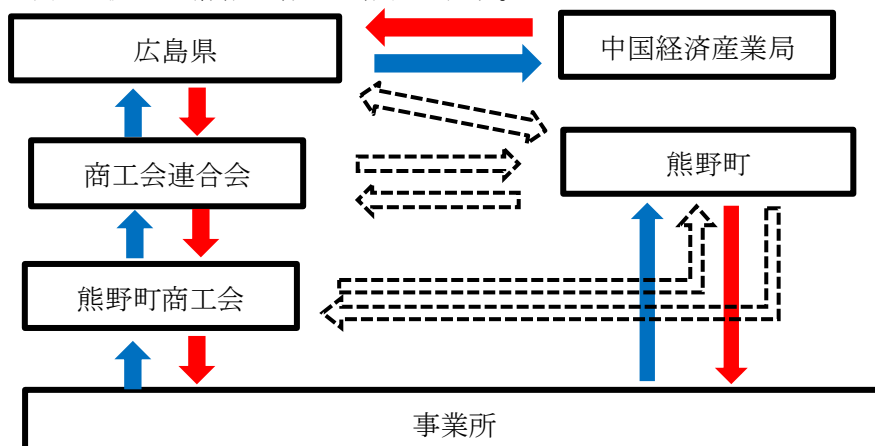 広島県
中国経済産業局
商工会連合会
熊野町
熊野町商工会
事業所